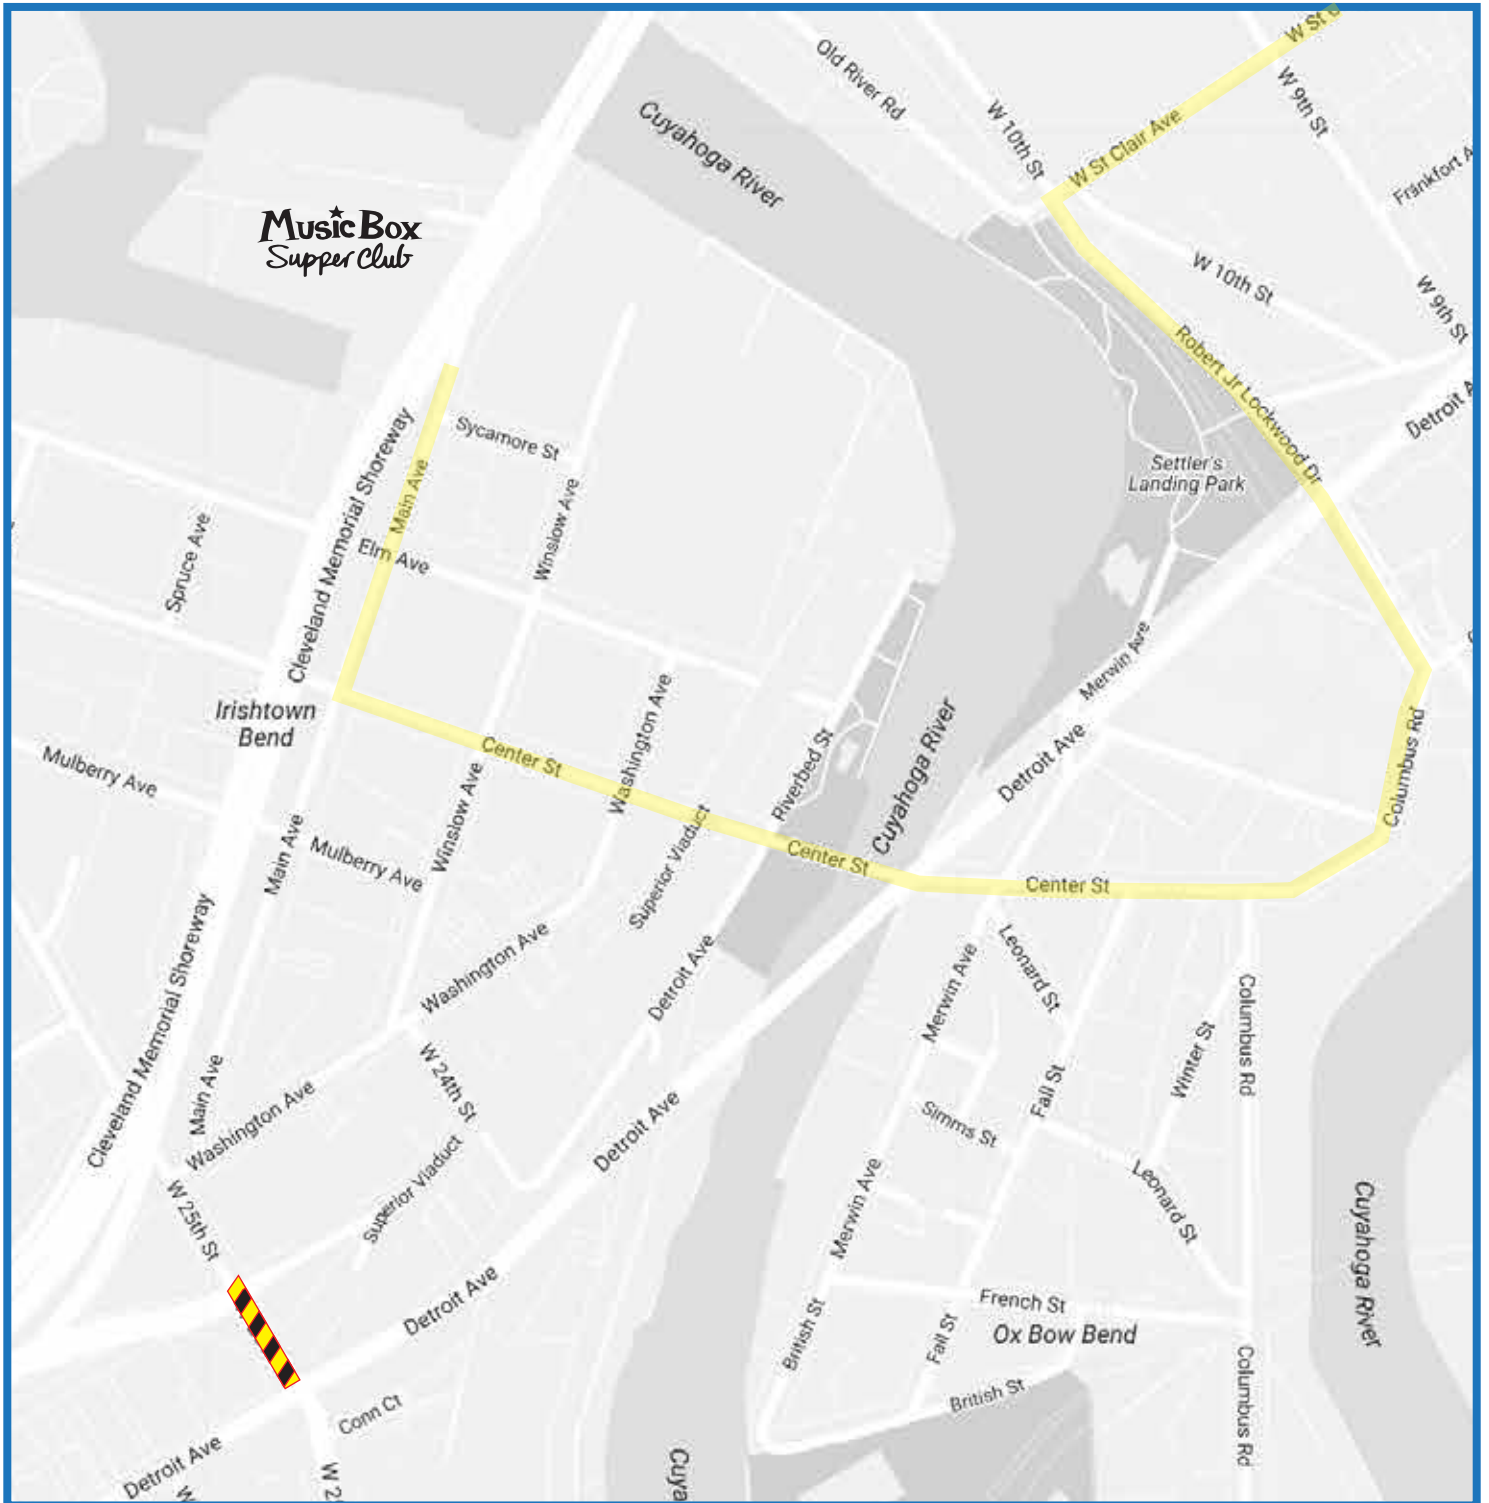 W St C
Old River Rd
W 10th St
W St Clair Ave
W 9th St
Cuyahoga River
Frankfort A
Music Box
Supper Club
W 10th St
W 9th St
Robert Jr Lockwood Dr
Detroit A
Cleveland Memorial Shoreway
Sycamore St
Main Ave
Settler's
Landing Park
Winslow Ave
Elm Ave
Spruce Ave
Merwin Ave
Irishtown
Bend
Washington Ave
Cuyahoga River
Columbus Rd
Center St
Riverbed St
Detroit Ave
Mulberry Ave
Winslow Ave
Superior Viaduct
Main Ave
Mulberry Ave
Center St
Center St
Cleveland Memorial Shoreway
Washington Ave
Detroit Ave
Merwin Ave
Leonard St
Columbus Rd
Winter St
W 24th St
Main Ave
Washington Ave
Fall St
Detroit Ave
Simms St
Superior Viaduct
W 25th St
Merwin Ave
Leonard St
Cuyahoga River
Detroit Ave
French St
British St
Fall St
Ox Bow Bend
British St
Columbus Rd
Conn Ct
Detroit Ave
W
W 2
Cuya